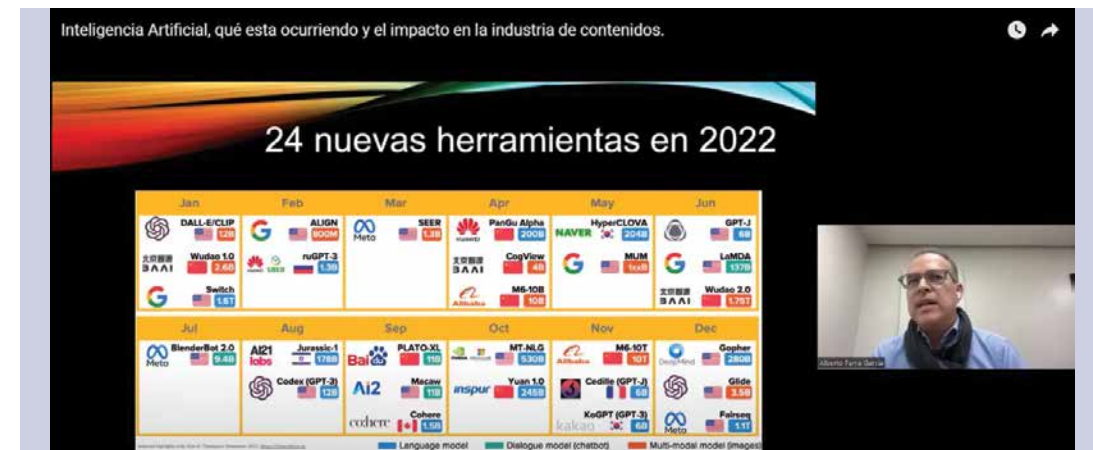 Inteligencia Artificial, qué esta ocurriendo y el impacto en la industria de contenidos.
24 nuevas herramientas en 2022
Jan
Feb
Mar
Apr
May
Jun
DALL-E/CLIP
12B
ALIGN
800M
Meta
SEER
1.3B
HUAWEI
PanGu Alpha
200B
NAVER
HyperCLOVA
204B
GPT-J
6B
BAAI
Wudao 1.0
2.6B
ruGPT-3
1.3B
BAAI
CogView
4B
MUM
LaMDA
137B
Switch
1.6T
Alibaba
M6-10B
10B
BAAI
Wudao 2.0
1.75T
Jul
Aug
Sep
Oct
Nov
Dec
Meta
BlenderBot 2.0
9.4B
AI21
labs
Jurassic-1
178B
Baidu
PLATO-XL
11B
MT-NLG
530B
Alibaba
M6-10T
10T
DeepMind
Gopher
280B
Codex (GPT-3)
12B
AI2
Macaw
11B
inspur
Yuan 1.0
245B
Cedille (GPT-J)
6B
Glide
3.5B
cohere
Cohere
1.5B
kakao
KoGPT (GPT-3)
6B
Meta
Fairseq
1.1T
Language model
Dialogue model (chatbot)
Multi-modal model (images)